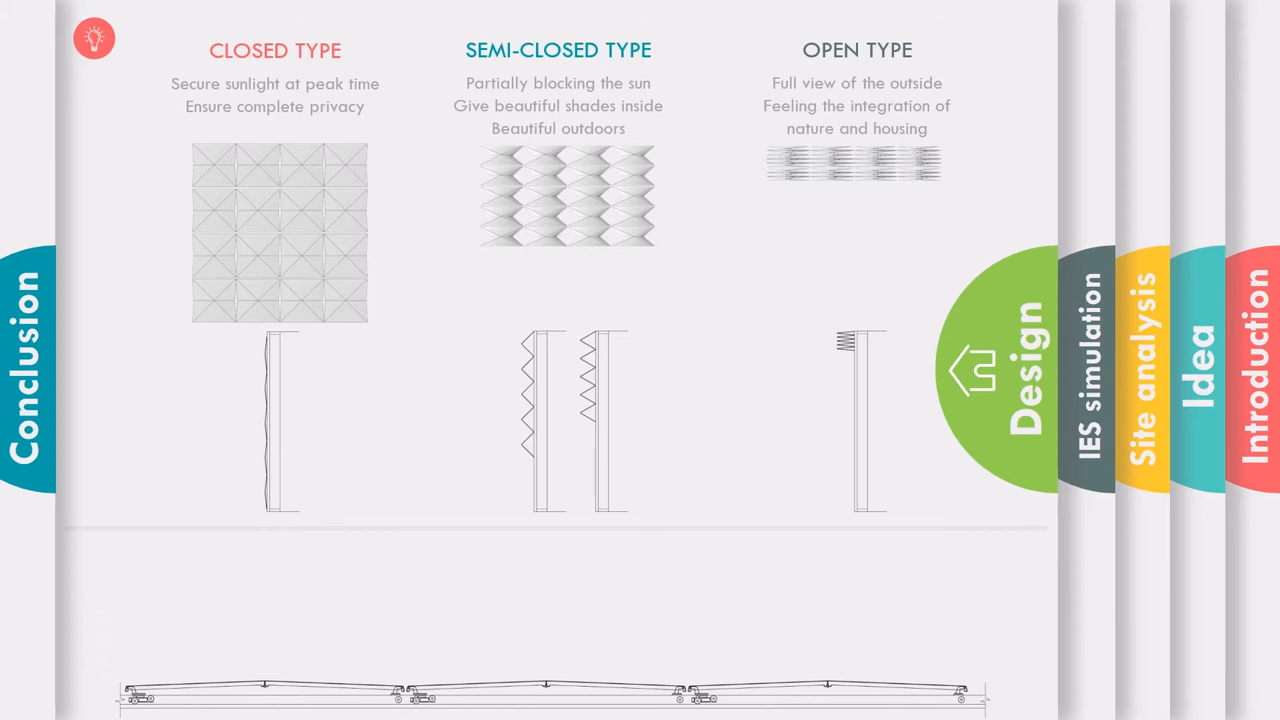 CLOSED TYPE
Secure sunlight at peak time
Ensure complete privacy
SEMI-CLOSED TYPE
Partially blocking the sun
Give beautiful shades inside
Beautiful outdoors
OPEN TYPE
Full view of the outside
Feeling the integration of
nature and housing
Conclusion
Design
IES simulation
Site analysis
Idea
Introduction